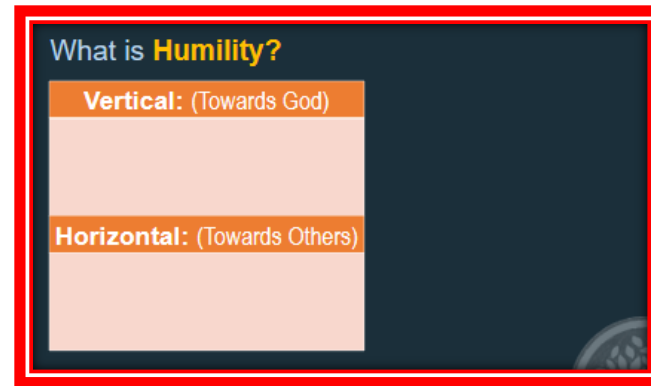 What is Humility?
Vertical: (Towards God)
Horizontal: (Towards Others)